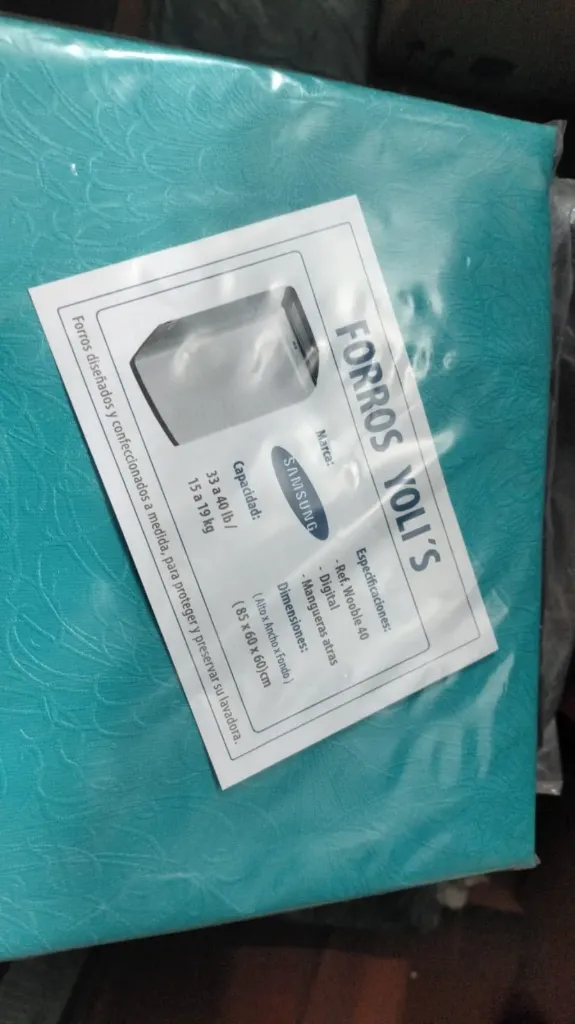 FORROS YOLI'S
Marca:
SAMSUNG
Capacidad:
33 a 40 lb /
15 a 19 kg
Especificaciones:
- Ref. Wooble 40
- Digital
- Mangueras atras
Dimensiones:
( Alto x Ancho x Fondo )
( 85 x 60 x 60)cm
Forros diseñados y confeccionados a medida, para proteger y preservar su lavadora.